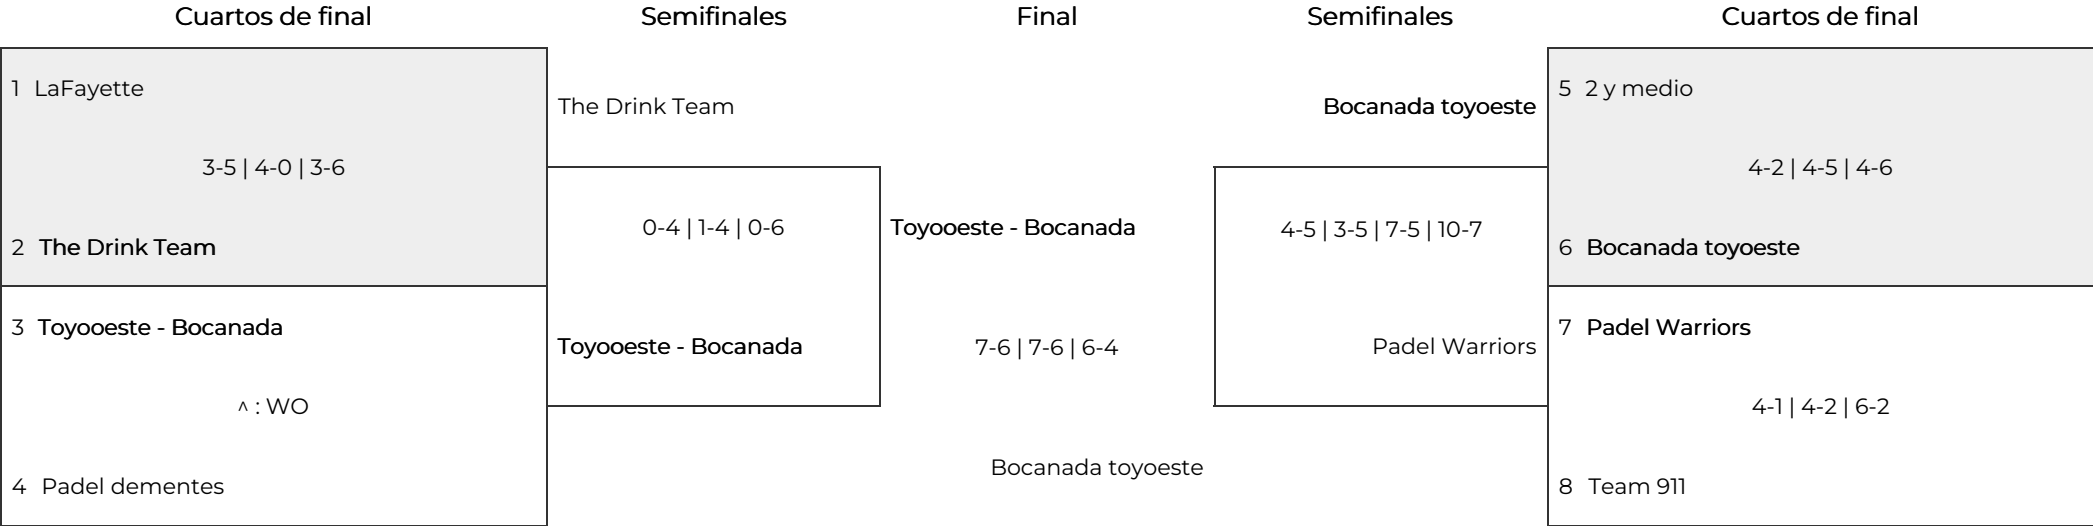 Cuartos de final
Semifinales
Final
Semifinales
Cuartos de final
1 LaFayette
3-5 | 4-0 | 3-6
2 The Drink Team
3 Toyooeste - Bocanada
^ : WO
4 Padel dementes
The Drink Team
0-4 | 1-4 | 0-6
Toyooeste - Bocanada
Toyooeste - Bocanada
7-6 | 7-6 | 6-4
Bocanada toyoeste
Bocanada toyoeste
4-5 | 3-5 | 7-5 | 10-7
Padel Warriors
5 2 y medio
4-2 | 4-5 | 4-6
6 Bocanada toyoeste
7 Padel Warriors
4-1 | 4-2 | 6-2
8 Team 911